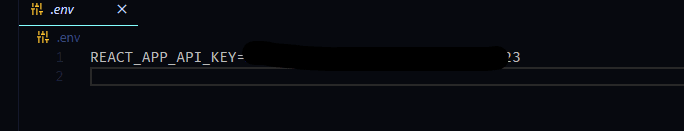 .env
.env
1 REACT_APP_API_KEY=23
2